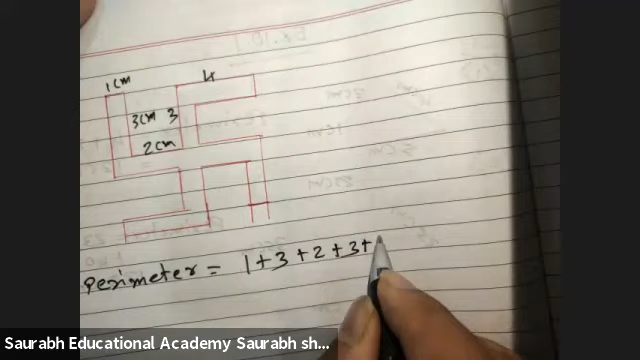 1cm
4
3cm 3
2cm
Perimeter = 1+3+2+3+
Saurabh Educational Academy Saurabh sh...